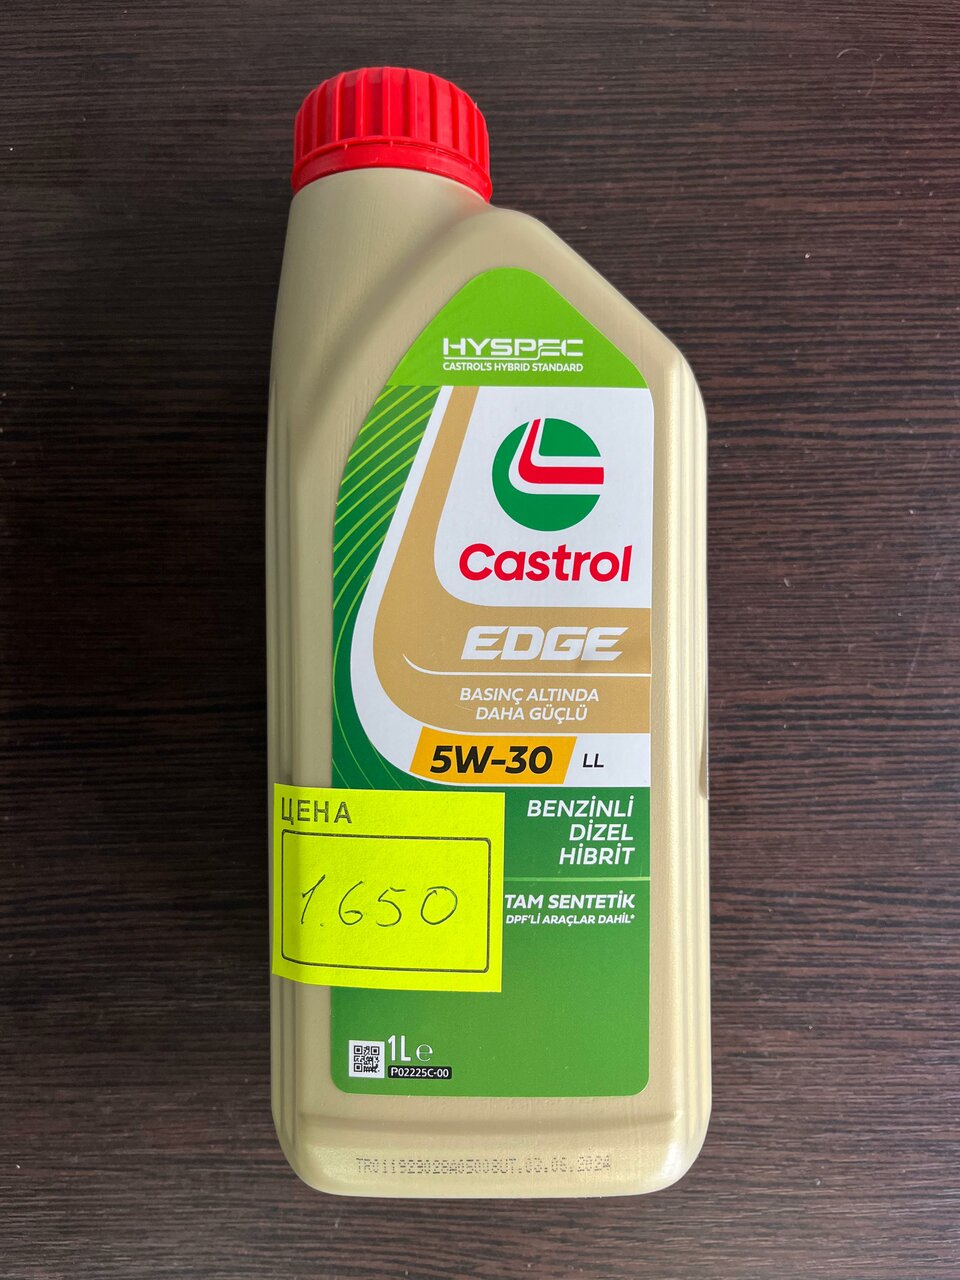 HYSPEC
CASTROL'S HYBRID STANDARD
Castrol
EDGE
BASINÇ ALTINDA
DAHA GÜÇLÜ
5W-30 LL
BENZİNLİ
DİZEL
HİBRİT
TAM SENTETİK
DPF'Lİ ARAÇLAR DAHİL*
ЦЕНА
1.650
1L e
P02225C-00